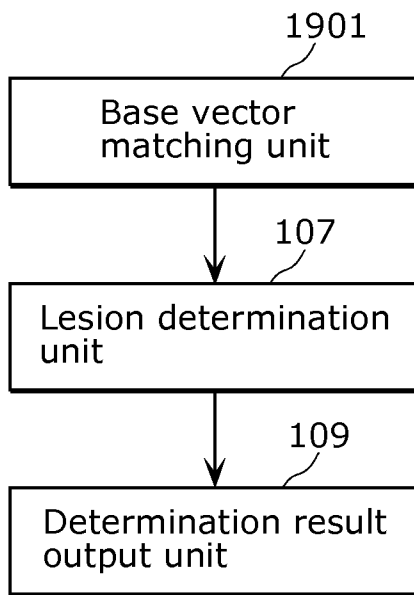 1901
Base vector
matching unit
107
Lesion determination
unit
109
Determination result
output unit